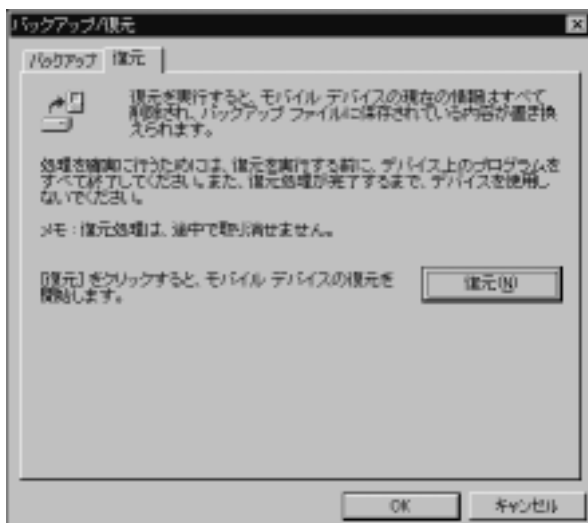 バックアップ/復元
バックアップ 復元
復元を実行すると、モバイル デバイスの現在の情報はすべて
削除され、バックアップ ファイルに保存されている内容が置き換
えられます。
処理を確実に行うためには、復元を実行する前に、デバイス上のプログラムを
すべて終了してください。また、復元処理が完了するまで、デバイスを使用し
ないでください。
メモ：復元処理は、途中で取り消せません。
[復元] をクリックすると、モバイル デバイスの復元を
開始します。
復元(N)
OK キャンセル